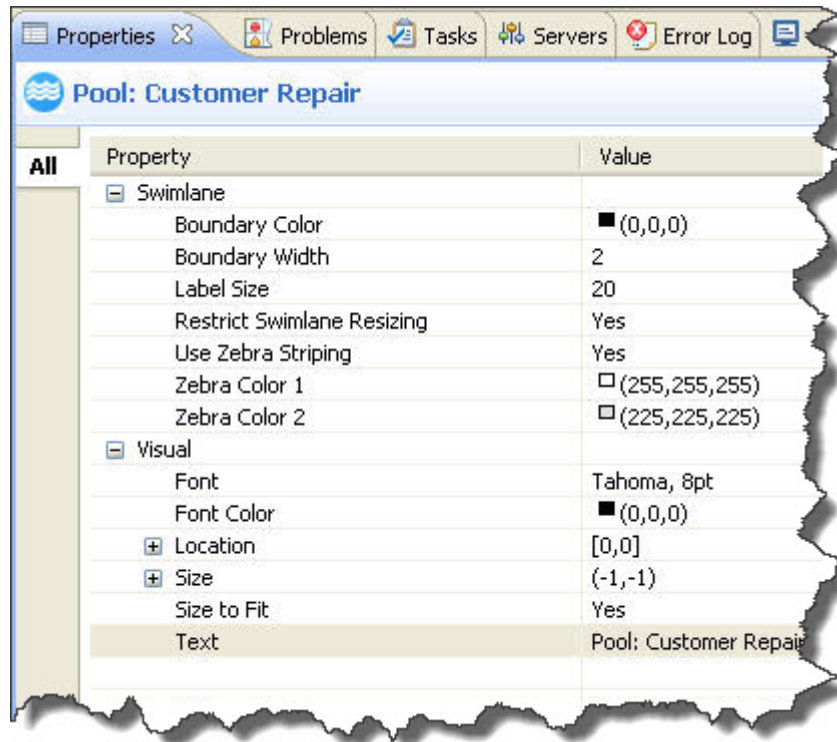 Properties Problems Tasks Servers Error Log
Pool: Customer Repair
All
Property Value
Swimlane
Boundary Color (0,0,0)
Boundary Width 2
Label Size 20
Restrict Swimlane Resizing Yes
Use Zebra Striping Yes
Zebra Color 1 (255,255,255)
Zebra Color 2 (225,225,225)
Visual
Font Tahoma, 8pt
Font Color (0,0,0)
Location [0,0]
Size (-1,-1)
Size to Fit Yes
Text Pool: Customer Repair